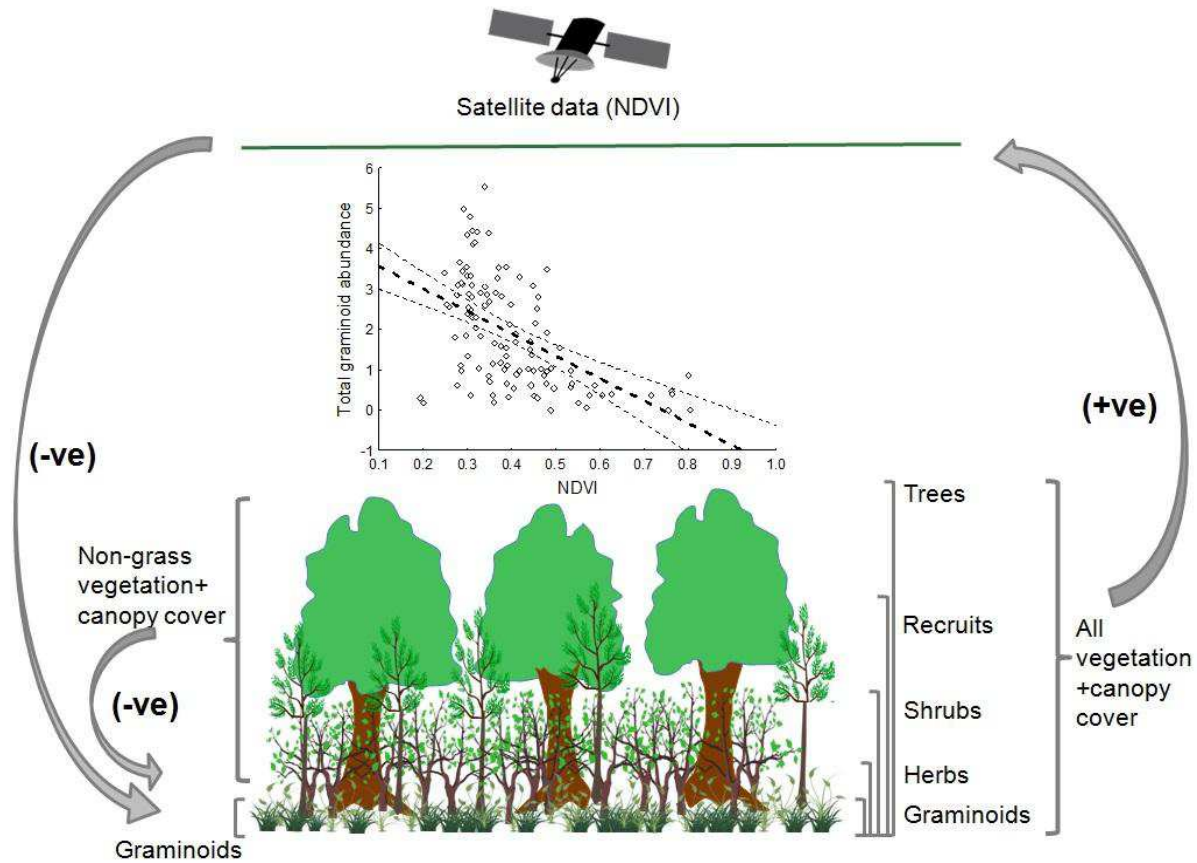 Satellite data (NDVI)
6
5
4
3
2
1
0
-1
Total graminoid abundance
0.1 0.2 0.3 0.4 0.5 0.6 0.7 0.8 0.9 1.0
NDVI
(-ve)
(+ve)
Non-grass
vegetation+
canopy cover
(-ve)
Graminoids
Trees
Recruits
Shrubs
Herbs
Graminoids
All
vegetation
+canopy
cover